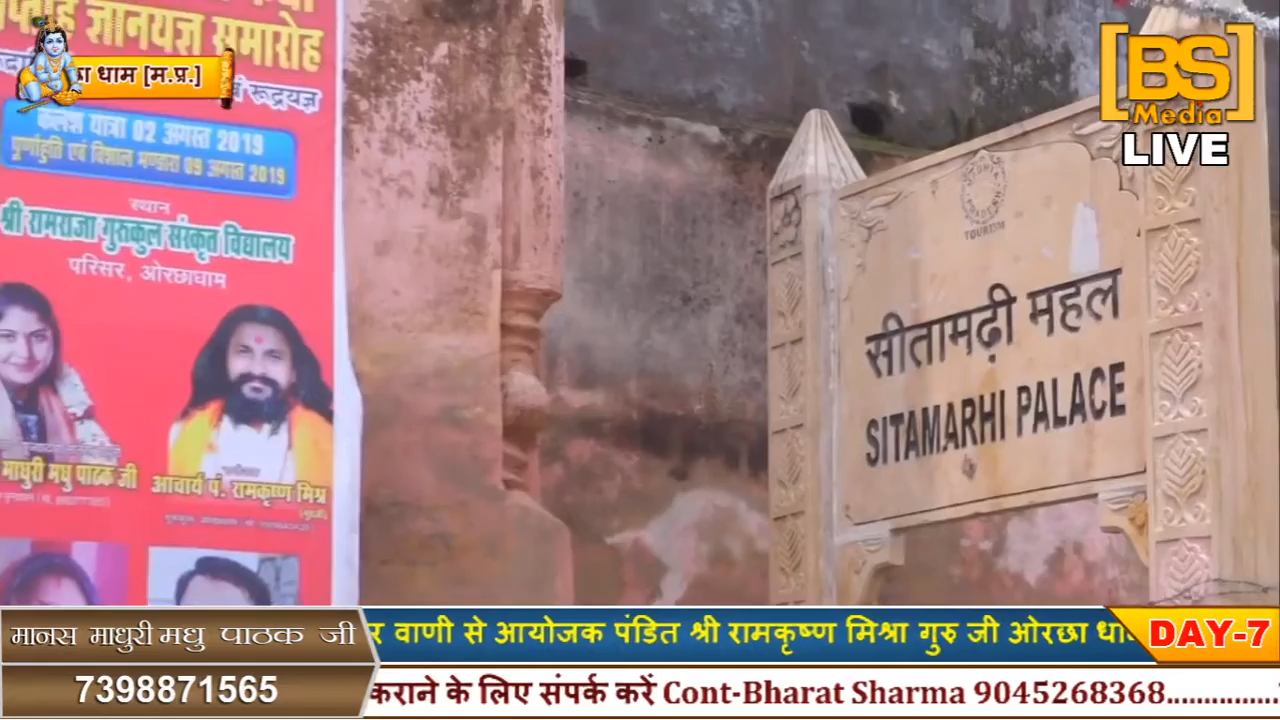 ज्ञानयज्ञ समारोह
छा धाम [म.प्र.]
रूद्रयज्ञ
कलश यात्रा 02 अगस्त 2019
पूर्णाहुति एवं विशाल भण्डारा 09 अगस्त 2019
स्थान
श्री रामराजा गुरुकुल संस्कृत विद्यालय
परिसर, ओरछाधाम
माधुरी मधु पाठक जी
आचार्य पं. रामकृष्ण मिश्र
BS
Media
LIVE
TOURISM
सीतामढ़ी महल
SITAMARHI PALACE
मानस माधुरी मधु पाठक जी
7398871565
र वाणी से आयोजक पंडित श्री रामकृष्ण मिश्रा गुरु जी ओरछा
DAY-7
कराने के लिए संपर्क करें Cont-Bharat Sharma 9045268368..............